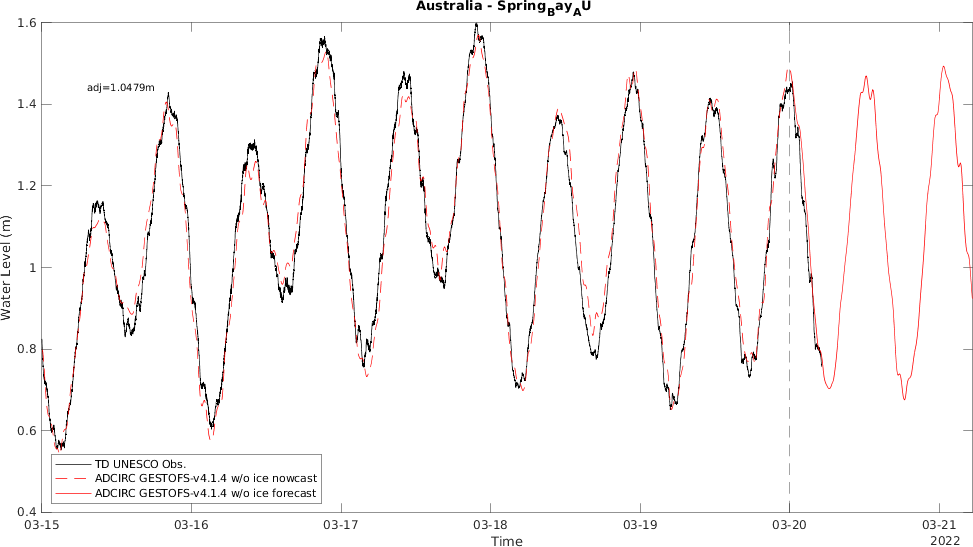 Australia - SpringBayAU
1.6
adj=1.0479m
1.4
1.2
1
0.8
0.6
0.4
Water Level (m)
TD UNESCO Obs.
ADCIRC GESTOFS-v4.1.4 w/o ice nowcast
ADCIRC GESTOFS-v4.1.4 w/o ice forecast
03-15 03-16 03-17 03-18 03-19 03-20 03-21
Time 2022